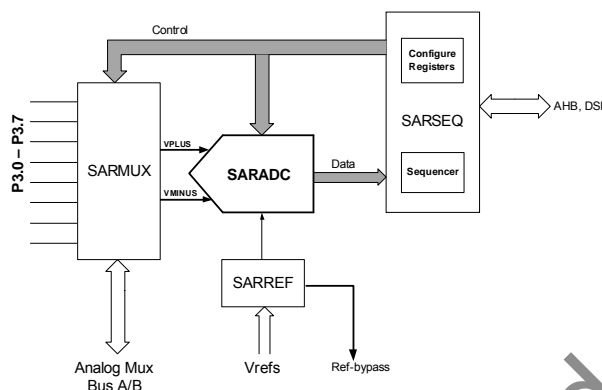 Control
Configure
Registers
AHB, DSI
SARSEQ
P3.0 – P3.7
VPLUS
SARMUX
SARADC
Data
Sequencer
VMINUS
SARREF
Analog Mux
Bus A/B
Vrefs
Ref-bypass